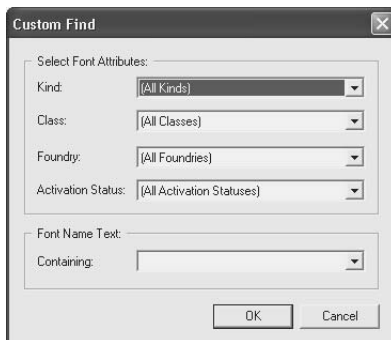 Custom Find
Select Font Attributes:
Kind: (All Kinds)
Class: (All Classes)
Foundry: (All Foundries)
Activation Status: (All Activation Statuses)
Font Name Text:
Containing:
OK Cancel